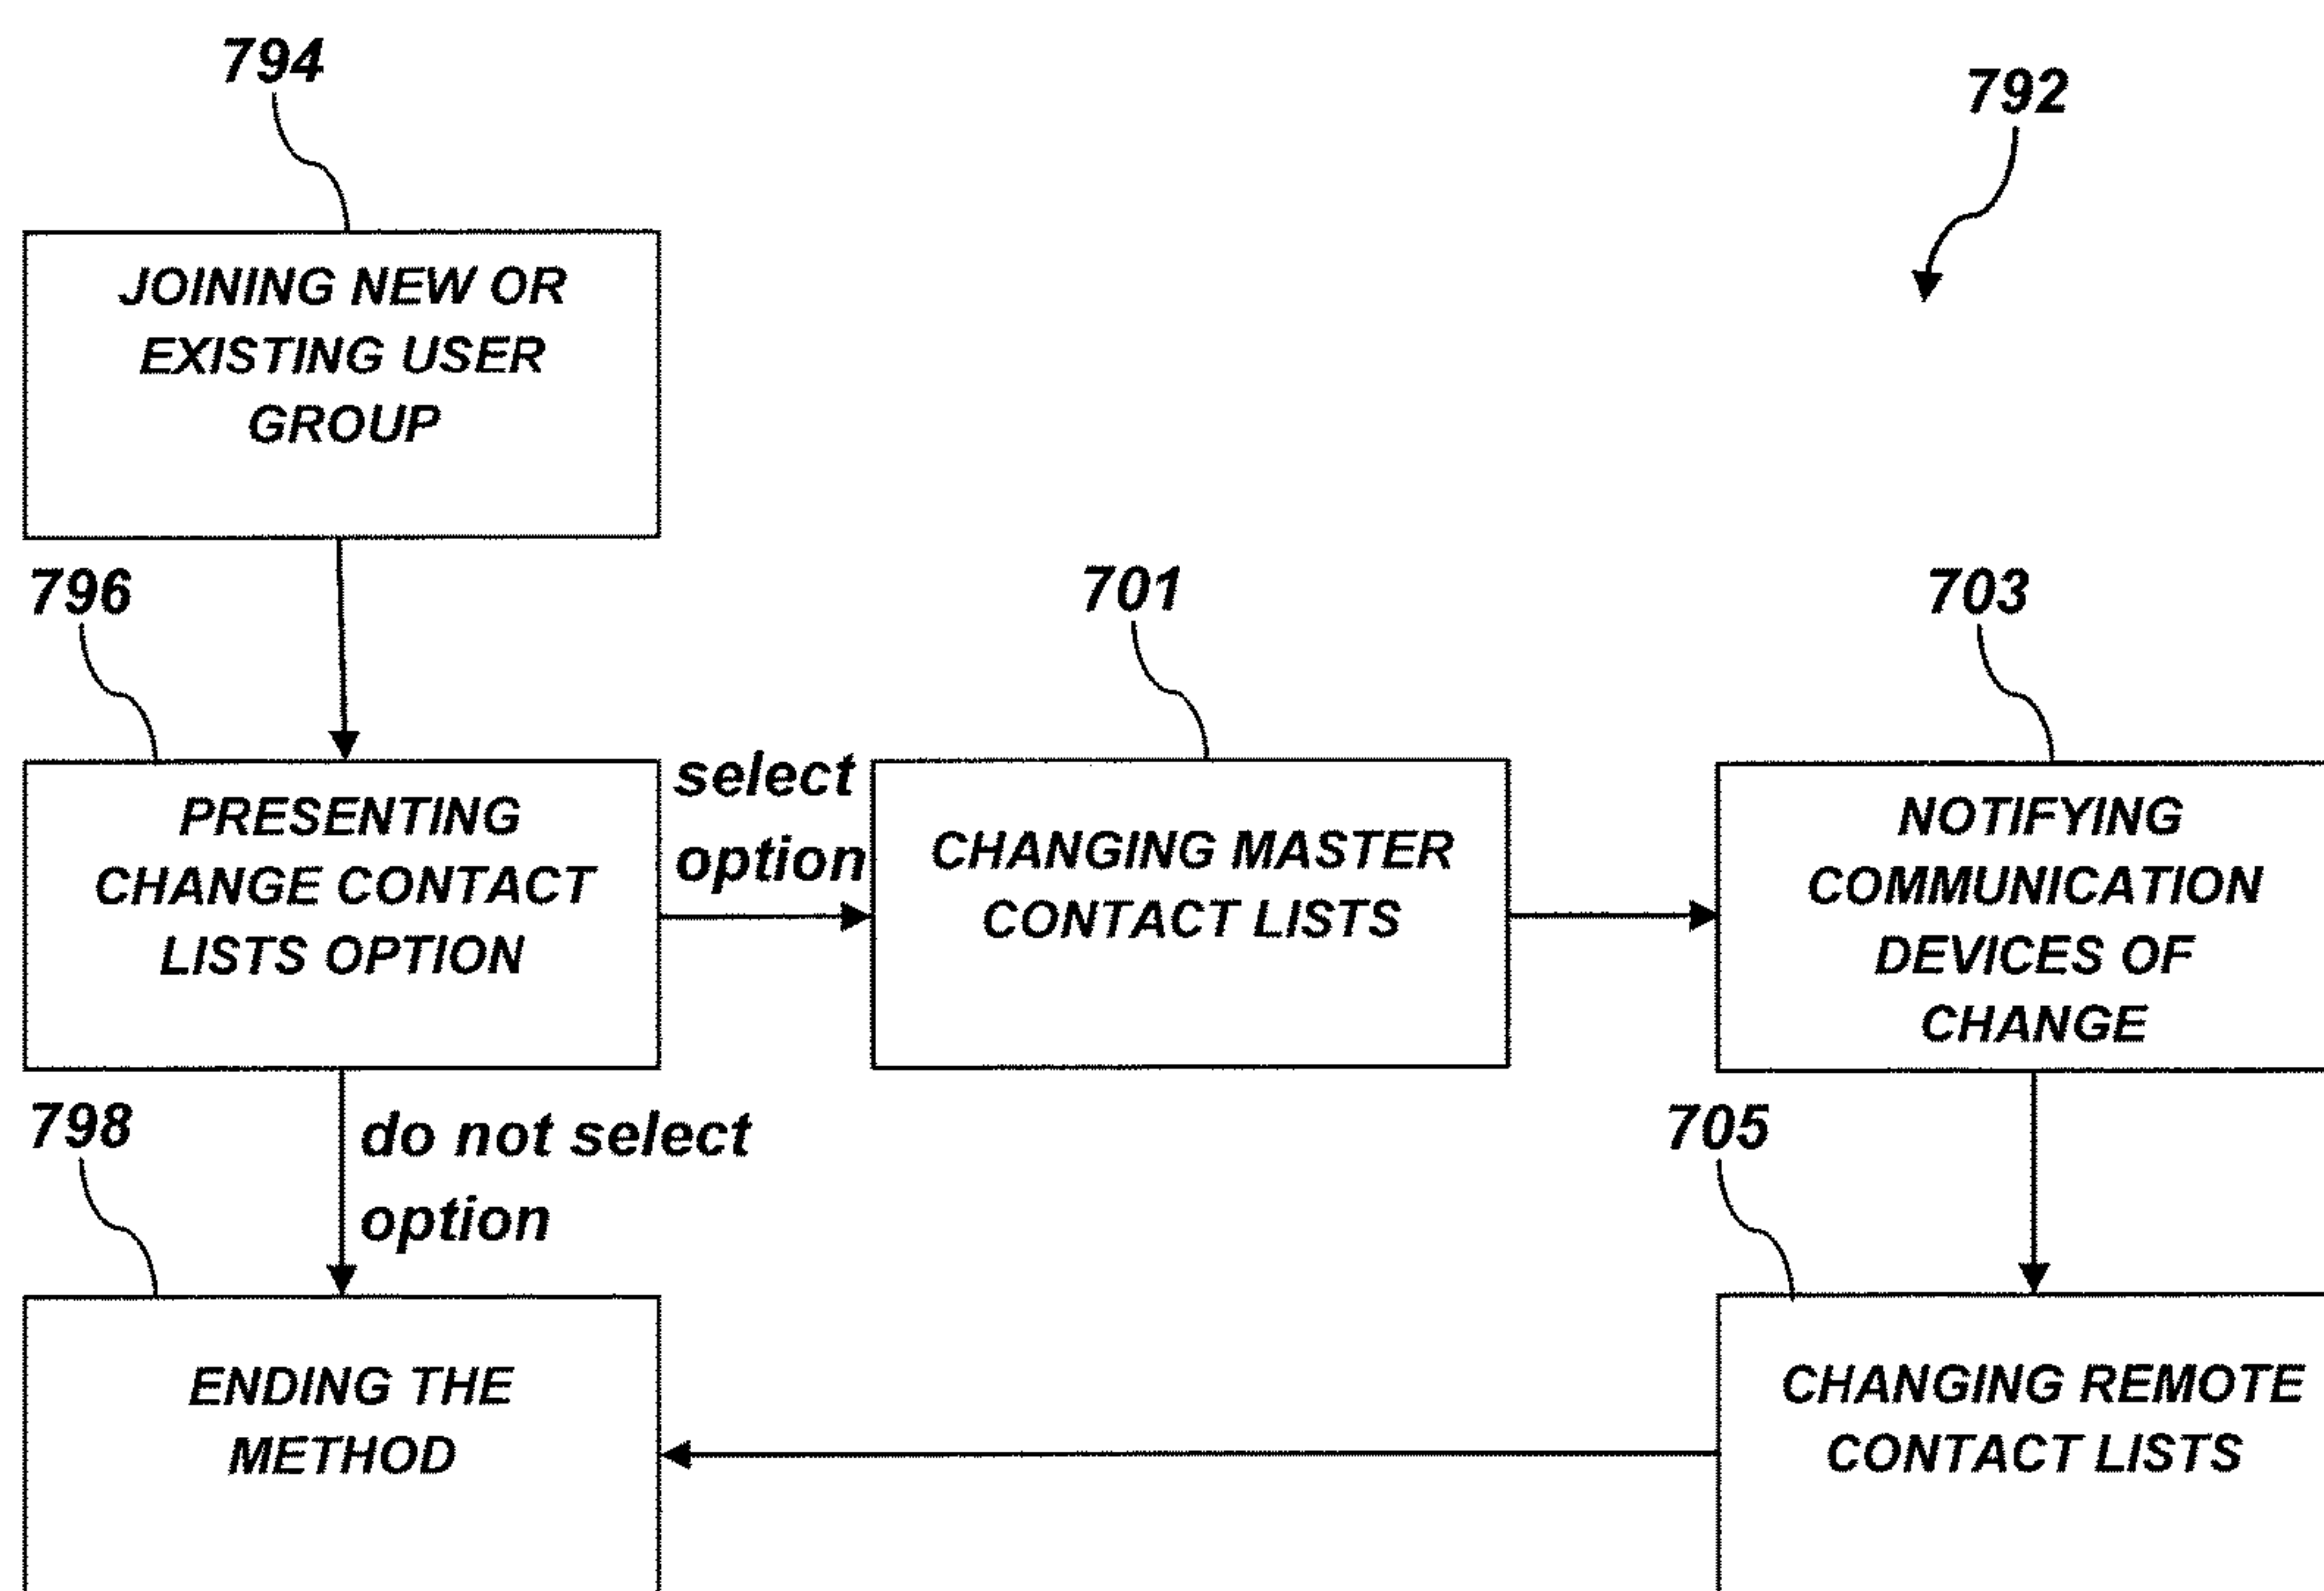 794
792
JOINING NEW OR
EXISTING USER
GROUP
796
701
703
PRESENTING
CHANGE CONTACT
LISTS OPTION
select
option
CHANGING MASTER
CONTACT LISTS
NOTIFYING
COMMUNICATION
DEVICES OF
CHANGE
798
do not select
option
705
ENDING THE
METHOD
CHANGING REMOTE
CONTACT LISTS